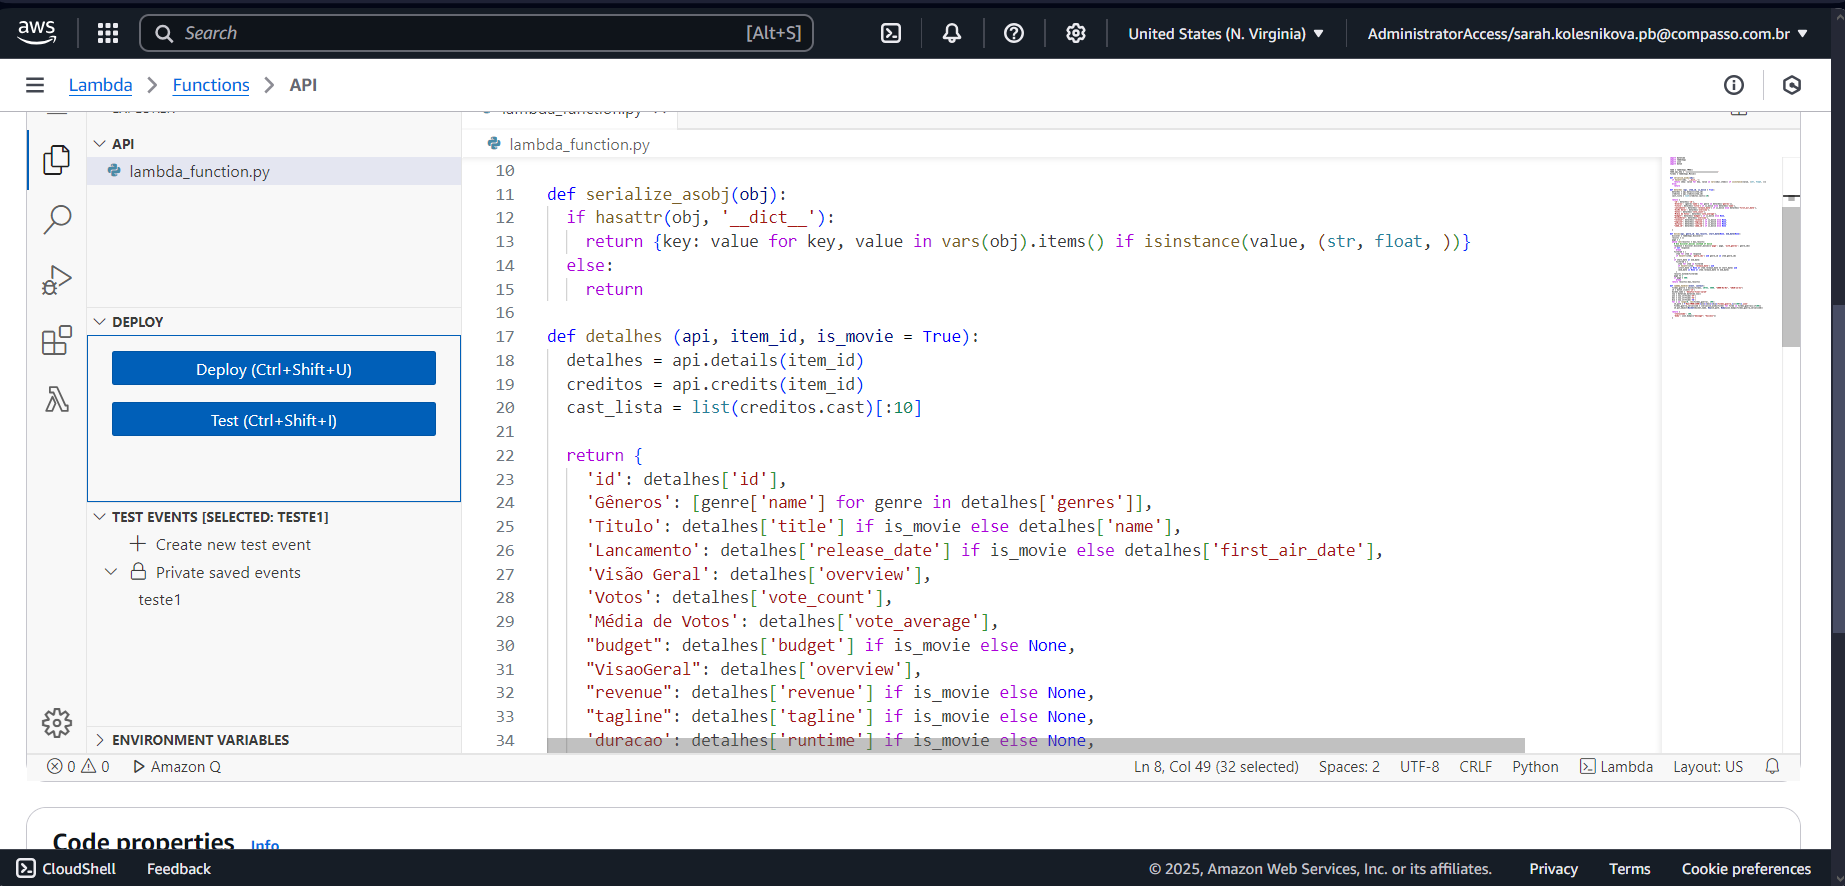 aws
Search
[Alt+S]
United States (N. Virginia)
AdministratorAccess/sarah.kolesnikova.pb@compasso.com.br
Lambda
Functions
API
API
lambda_function.py
DEPLOY
Deploy (Ctrl+Shift+U)
Test (Ctrl+Shift+I)
TEST EVENTS [SELECTED: TESTE1]
Create new test event
Private saved events
teste1
ENVIRONMENT VARIABLES
lambda_function.py
lambda_function.py
10
11 def serialize_asobj(obj):
12 if hasattr(obj, '__dict__'):
13 return {key: value for key, value in vars(obj).items() if isinstance(value, (str, float, ))}
14 else:
15 return
16
17 def detalhes (api, item_id, is_movie = True):
18 detalhes = api.details(item_id)
19 creditos = api.credits(item_id)
20 cast_lista = list(creditos.cast)[:10]
21
22 return {
23 'id': detalhes['id'],
24 'Gêneros': [genre['name'] for genre in detalhes['genres']],
25 'Titulo': detalhes['title'] if is_movie else detalhes['name'],
26 'Lancamento': detalhes['release_date'] if is_movie else detalhes['first_air_date'],
27 'Visão Geral': detalhes['overview'],
28 'Votos': detalhes['vote_count'],
29 'Média de Votos': detalhes['vote_average'],
30 "budget": detalhes['budget'] if is_movie else None,
31 "VisaoGeral": detalhes['overview'],
32 "revenue": detalhes['revenue'] if is_movie else None,
33 "tagline": detalhes['tagline'] if is_movie else None,
34 'duracao': detalhes['runtime'] if is_movie else None,
0 0 Amazon Q
Ln 8, Col 49 (32 selected)
Spaces: 2
UTF-8
CRLF
Python
Lambda
Layout: US
Code properties Info
CloudShell
Feedback
© 2025, Amazon Web Services, Inc. or its affiliates.
Privacy
Terms
Cookie preferences